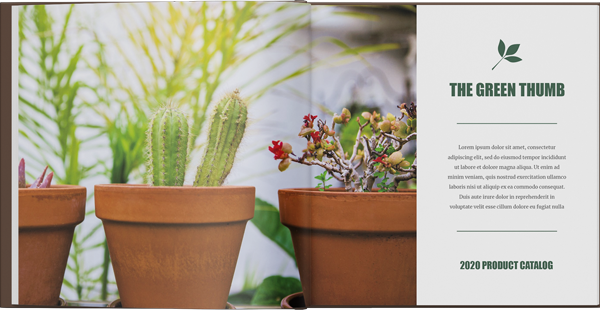 THE GREEN THUMB
Lorem ipsum dolor sit amet, consectetur
adipiscing elit, sed do eiusmod tempor incididunt
ut labore et dolore magna aliqua. Ut enim ad
minim veniam, quis nostrud exercitation ullamco
laboris nisi ut aliquip ex ea commodo consequat.
Duis aute irure dolor in reprehenderit in
voluptate velit esse cillum dolore eu fugiat nulla
2020 PRODUCT CATALOG